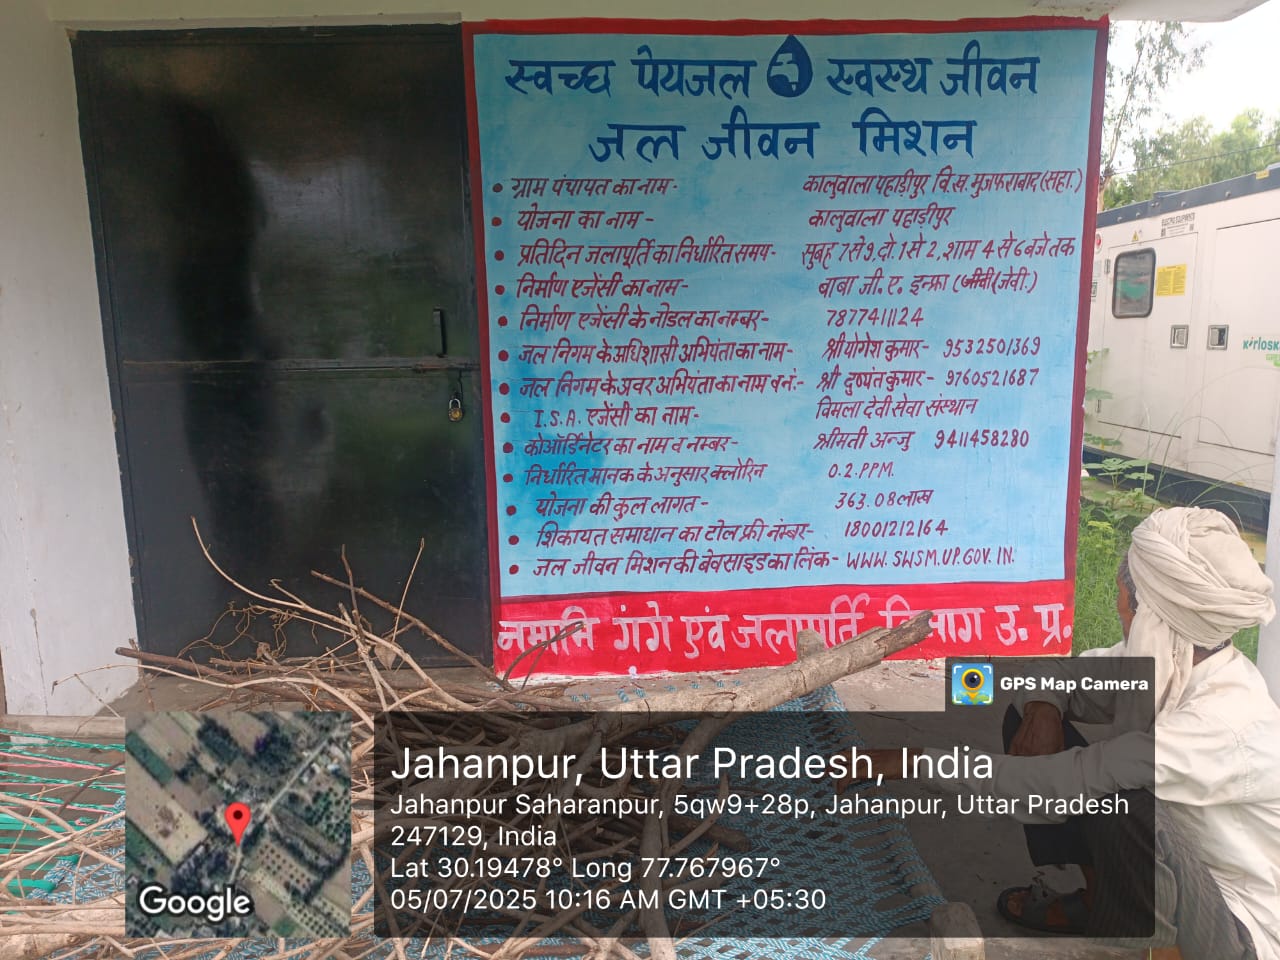 स्वच्छ पेयजल स्वस्थ जीवन
जल जीवन मिशन
• ग्राम पंचायत का नाम - कालुवाला पहाड़ीपुर वि.ख. मुजफराबाद (सहा.)
• योजना का नाम - कालुवाला पहाड़ीपुर
• प्रतिदिन जलापूर्ति का निर्धारित समय - सुबह 7 से 9, दो. 1 से 2, शाम 4 से 6 बजे तक
• निर्माण एजेंसी का नाम - बाबा जी. ए. इन्फ्रा (जेवी.)
• निर्माण एजेंसी के नोडल का नम्बर - 7877411124
• जल निगम के अधिशासी अभियंता का नाम - श्री योगेश कुमार - 9532501369
• जल निगम के अवर अभियंता का नाम व नं. - श्री दुष्यंत कुमार - 9760521687
• I.S.A. एजेंसी का नाम - विमला देवी सेवा संस्थान
• कोऑर्डिनेटर का नाम व नम्बर - श्रीमती अन्जु 9411458280
• निर्धारित मानक के अनुसार क्लोरिन 0.2.PPM.
• योजना की कुल लागत - 363.08 लाख
• शिकायत समाधान का टोल फ्री नंम्बर - 18001212164
• जल जीवन मिशन की बेवसाइड का लिंक - WWW.SWSM.UP.GOV.IN.
नमामि गंगे एवं जलापूर्ति विभाग उ. प्र.
GPS Map Camera
Jahanpur, Uttar Pradesh, India
Jahanpur Saharanpur, 5qw9+28p, Jahanpur, Uttar Pradesh
247129, India
Lat 30.19478° Long 77.767967°
05/07/2025 10:16 AM GMT +05:30
Google